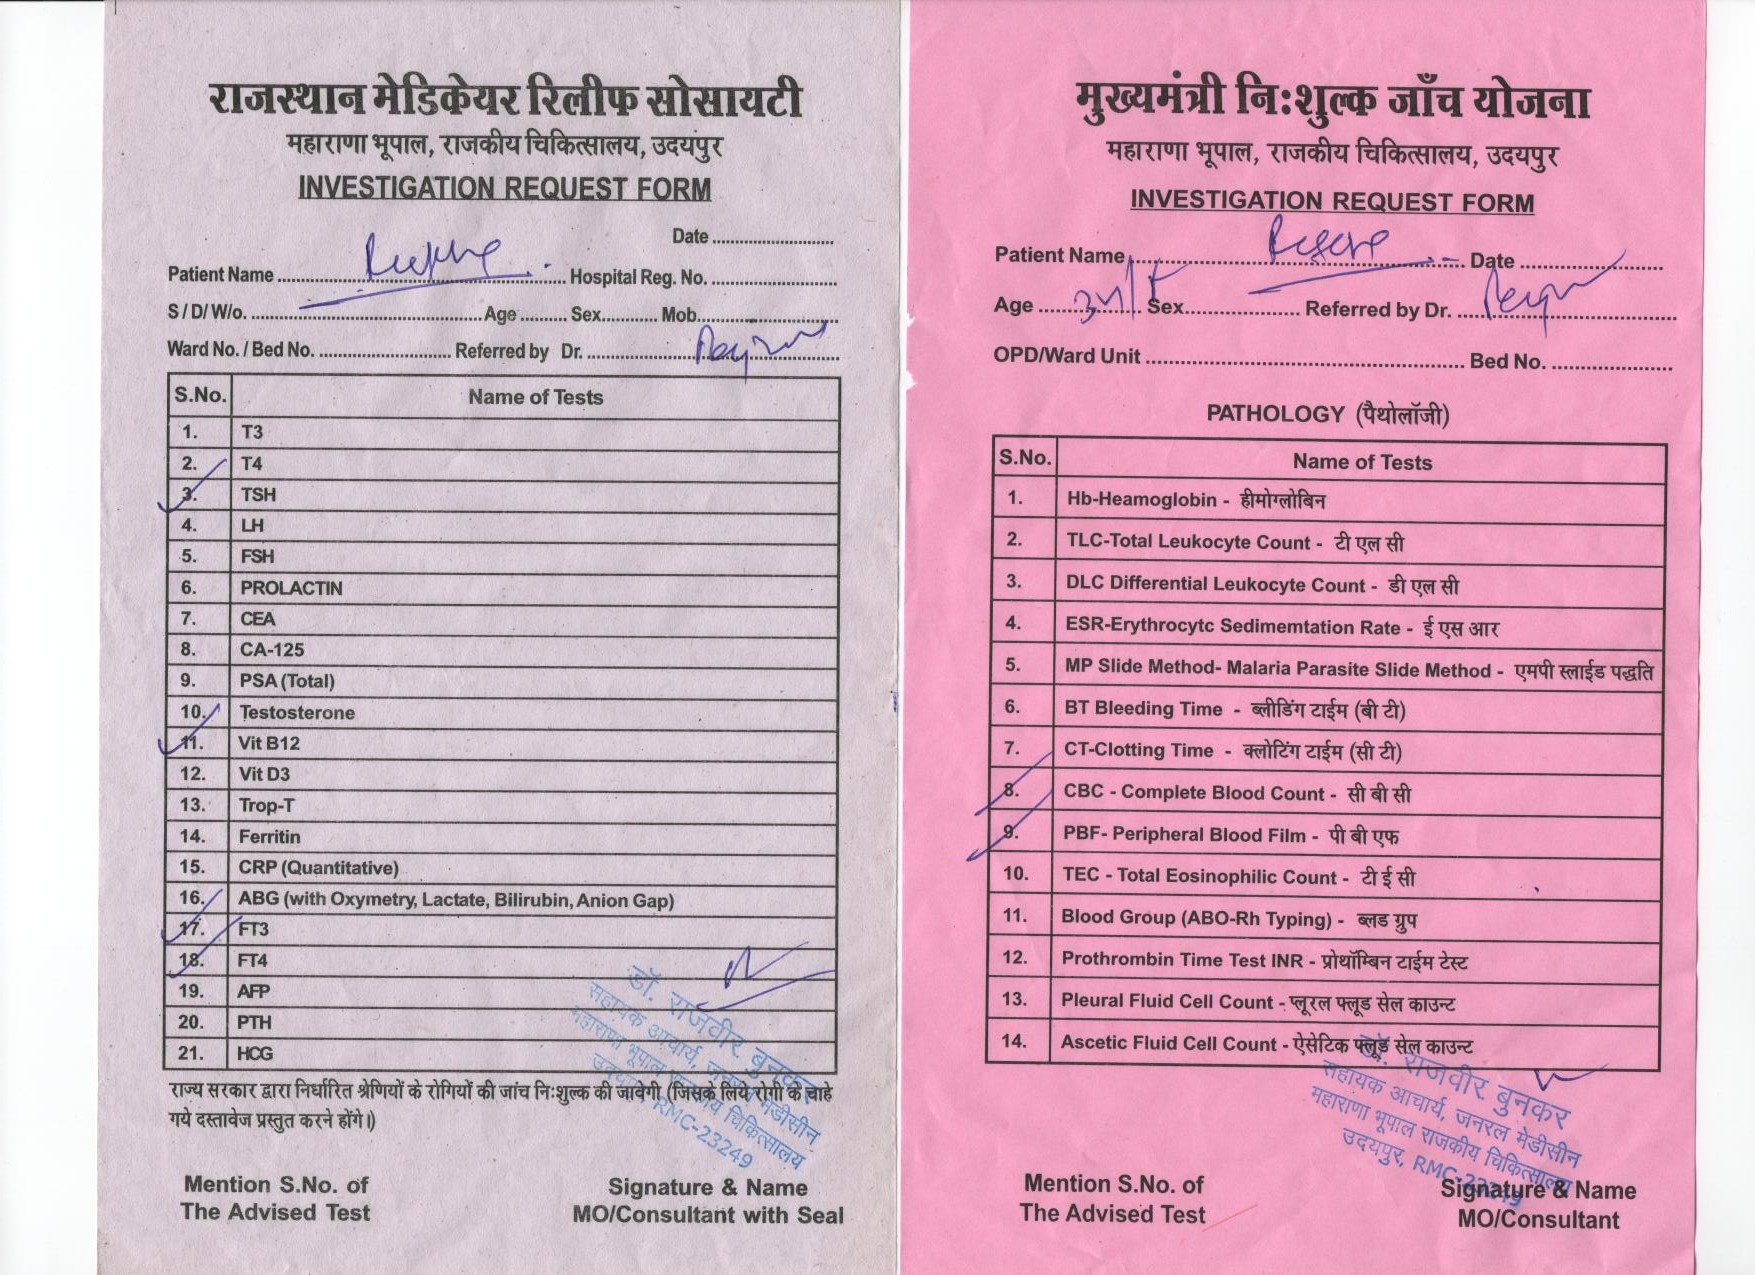 राजस्थान मेडिकेयर रिलीफ सोसायटी
महाराणा भूपाल, राजकीय चिकित्सालय, उदयपुर
INVESTIGATION REQUEST FORM
Date
Patient Name Hospital Reg. No.
S / D/ W/o. Age Sex Mob.
Ward No. / Bed No. Referred by Dr.
S.No. Name of Tests
1. T3
2. T4
3. TSH
4. LH
5. FSH
6. PROLACTIN
7. CEA
8. CA-125
9. PSA (Total)
10. Testosterone
11. Vit B12
12. Vit D3
13. Trop-T
14. Ferritin
15. CRP (Quantitative)
16. ABG (with Oxymetry, Lactate, Bilirubin, Anion Gap)
17. FT3
18. FT4
19. AFP
20. PTH
21. HCG
राज्य सरकार द्वारा निर्धारित श्रेणियों के रोगियों की जांच निःशुल्क की जावेगी (जिसके लिये रोगी के चाहे
गये दस्तावेज प्रस्तुत करने होंगे।)
डॉ. राजवीर बुनकर
सहायक आचार्य, जनरल मेडीसीन
महाराणा भूपाल राजकीय चिकित्सालय
उदयपुर, RMC-23249
Mention S.No. of
The Advised Test
Signature & Name
MO/Consultant with Seal
मुख्यमंत्री निःशुल्क जाँच योजना
महाराणा भूपाल, राजकीय चिकित्सालय, उदयपुर
INVESTIGATION REQUEST FORM
Patient Name Date
Age Sex Referred by Dr.
OPD/Ward Unit Bed No.
PATHOLOGY (पैथोलॉजी)
S.No. Name of Tests
1. Hb-Heamoglobin - हीमोग्लोबिन
2. TLC-Total Leukocyte Count - टी एल सी
3. DLC Differential Leukocyte Count - डी एल सी
4. ESR-Erythrocytc Sedimemtation Rate - ई एस आर
5. MP Slide Method- Malaria Parasite Slide Method - एमपी स्लाईड पद्धति
6. BT Bleeding Time - ब्लीडिंग टाईम (बी टी)
7. CT-Clotting Time - क्लोटिंग टाईम (सी टी)
8. CBC - Complete Blood Count - सी बी सी
9. PBF- Peripheral Blood Film - पी बी एफ
10. TEC - Total Eosinophilic Count - टी ई सी
11. Blood Group (ABO-Rh Typing) - ब्लड ग्रुप
12. Prothrombin Time Test INR - प्रोथॉम्बिन टाईम टेस्ट
13. Pleural Fluid Cell Count - प्लूरल फ्लूड सेल काउन्ट
14. Ascetic Fluid Cell Count - ऐसेटिक फ्लूड सेल काउन्ट
डॉ. राजवीर बुनकर
सहायक आचार्य, जनरल मेडीसीन
महाराणा भूपाल राजकीय चिकित्सालय
उदयपुर, RMC-23249
Mention S.No. of
The Advised Test
Signature & Name
MO/Consultant